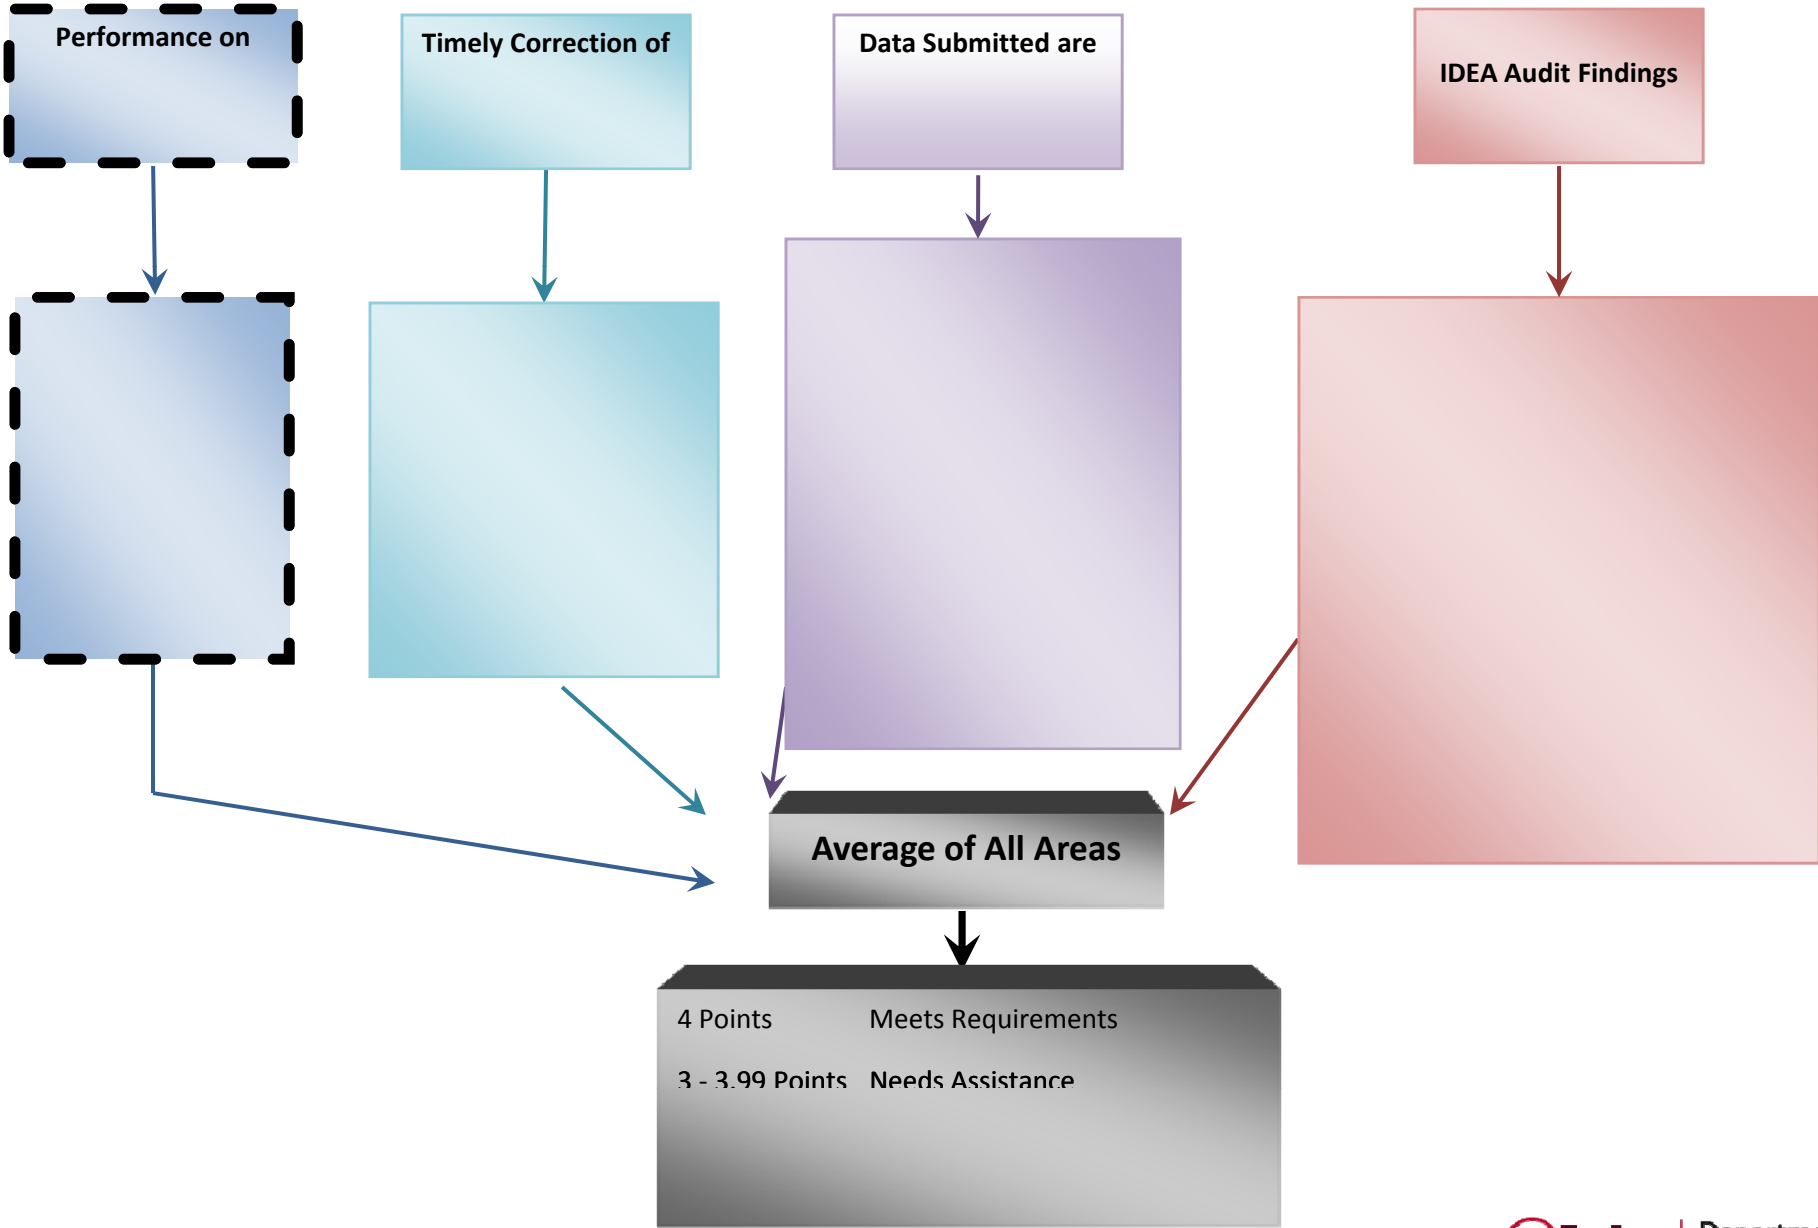 Performance on
Timely Correction of
Data Submitted are
IDEA Audit Findings
Average of All Areas
4 Points Meets Requirements
3 - 3.99 Points Needs Assistance